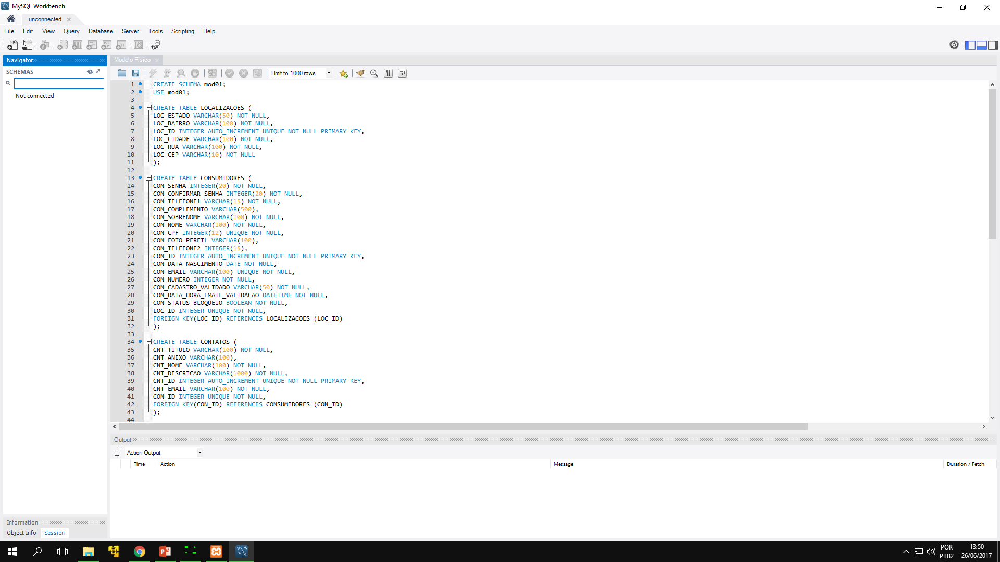 MySQL Workbench
unconnected
File Edit View Query Database Server Tools Scripting Help
Navigator
SCHEMAS
Not connected
Modelo Físico
Limit to 1000 rows
1 CREATE SCHEMA mod01;
2 USE mod01;
3
4 CREATE TABLE LOCALIZACOES (
5 LOC_ESTADO VARCHAR(50) NOT NULL,
6 LOC_BAIRRO VARCHAR(100) NOT NULL,
7 LOC_ID INTEGER AUTO_INCREMENT UNIQUE NOT NULL PRIMARY KEY,
8 LOC_CIDADE VARCHAR(100) NOT NULL,
9 LOC_RUA VARCHAR(100) NOT NULL,
10 LOC_CEP VARCHAR(10) NOT NULL
11 );
12
13 CREATE TABLE CONSUMIDORES (
14 CON_SENHA INTEGER(20) NOT NULL,
15 CON_CONFIRMAR_SENHA INTEGER(20) NOT NULL,
16 CON_TELEFONE1 VARCHAR(15) NOT NULL,
17 CON_COMPLEMENTO VARCHAR(500),
18 CON_SOBRENOME VARCHAR(100) NOT NULL,
19 CON_NOME VARCHAR(100) NOT NULL,
20 CON_CPF INTEGER(12) UNIQUE NOT NULL,
21 CON_FOTO_PERFIL VARCHAR(100),
22 CON_TELEFONE2 INTEGER(15),
23 CON_ID INTEGER AUTO_INCREMENT UNIQUE NOT NULL PRIMARY KEY,
24 CON_DATA_NASCIMENTO DATE NOT NULL,
25 CON_EMAIL VARCHAR(100) UNIQUE NOT NULL,
26 CON_NUMERO INTEGER NOT NULL,
27 CON_CADASTRO_VALIDADO VARCHAR(50) NOT NULL,
28 CON_DATA_HORA_EMAIL_VALIDACAO DATETIME NOT NULL,
29 CON_STATUS_BLOQUEIO BOOLEAN NOT NULL,
30 LOC_ID INTEGER UNIQUE NOT NULL,
31 FOREIGN KEY(LOC_ID) REFERENCES LOCALIZACOES (LOC_ID)
32 );
33
34 CREATE TABLE CONTATOS (
35 CNT_TITULO VARCHAR(100) NOT NULL,
36 CNT_ANEXO VARCHAR(100),
37 CNT_NOME VARCHAR(100) NOT NULL,
38 CNT_DESCRICAO VARCHAR(1000) NOT NULL,
39 CNT_ID INTEGER AUTO_INCREMENT UNIQUE NOT NULL PRIMARY KEY,
40 CNT_EMAIL VARCHAR(100) NOT NULL,
41 CON_ID INTEGER UNIQUE NOT NULL,
42 FOREIGN KEY(CON_ID) REFERENCES CONSUMIDORES (CON_ID)
43 );
44
Output
Action Output
Time Action Message Duration / Fetch
Information
Object Info Session
POR 13:50
PTB2 26/06/2017